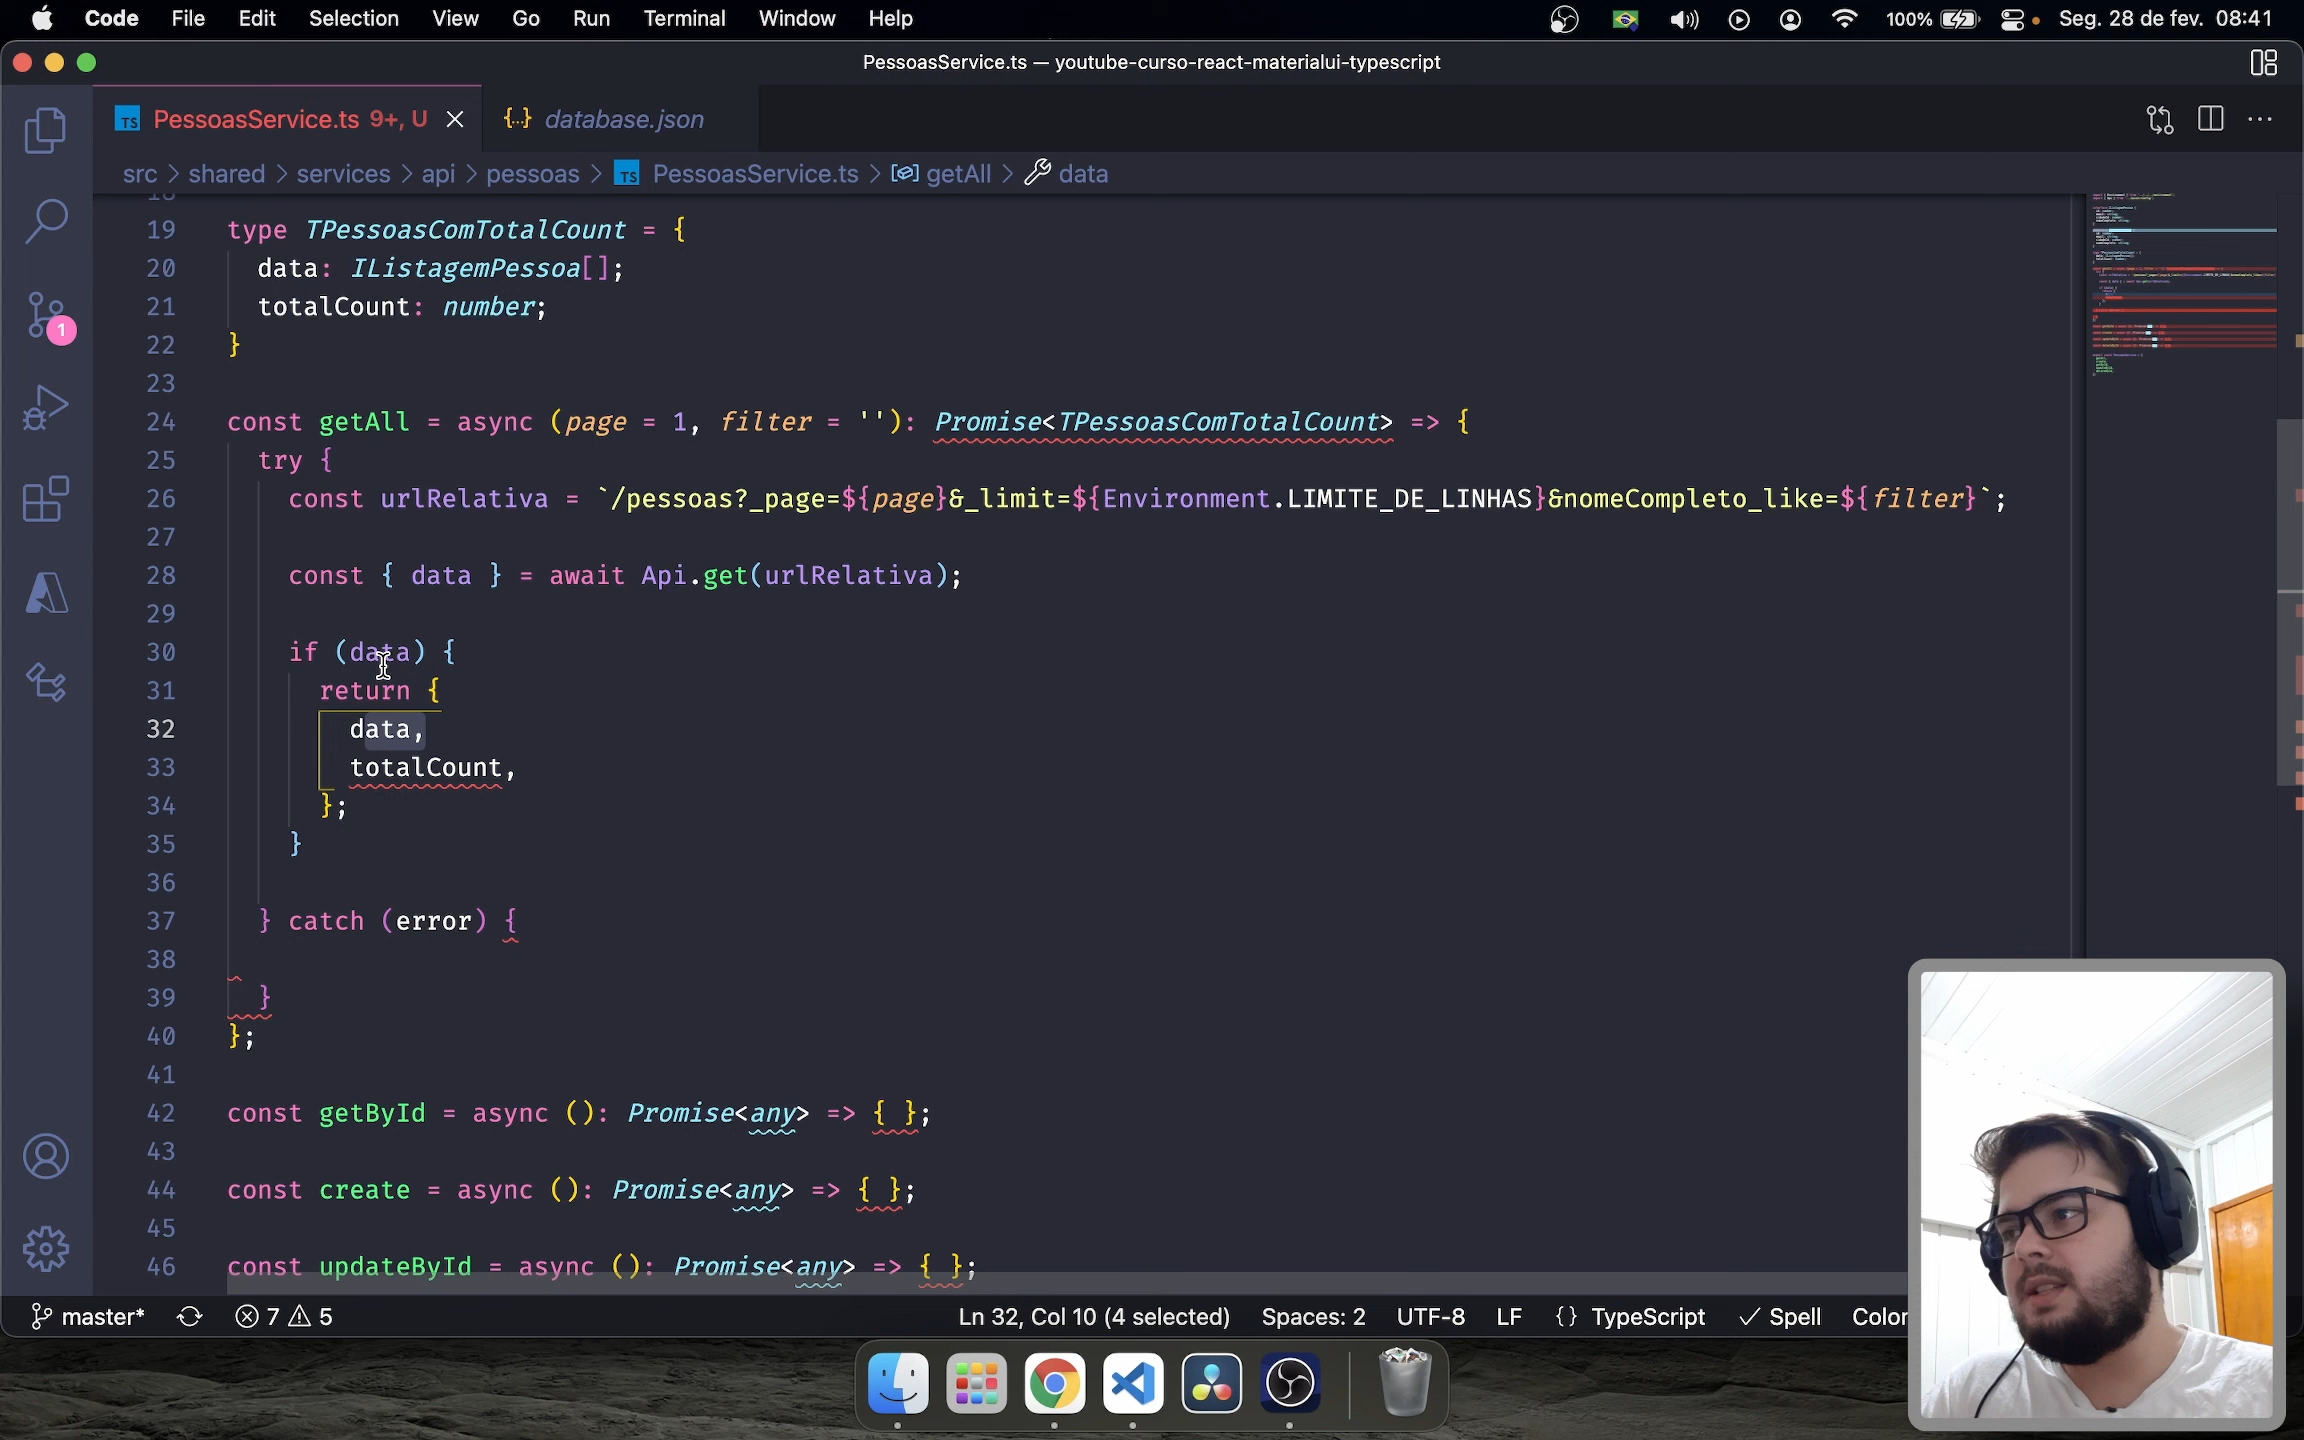 Code File Edit Selection View Go Run Terminal Window Help 100% Seg. 28 de fev. 08:41
PessoasService.ts — youtube-curso-react-materialui-typescript
TS PessoasService.ts 9+, U {..} database.json
src > shared > services > api > pessoas > TS PessoasService.ts > getAll > data
18
19 type TPessoasComTotalCount = {
20 data: IListagemPessoa[];
21 totalCount: number;
22 }
23
24 const getAll = async (page = 1, filter = ''): Promise<TPessoasComTotalCount> => {
25 try {
26 const urlRelativa = `/pessoas?_page=${page}&_limit=${Environment.LIMITE_DE_LINHAS}&nomeCompleto_like=${filter}`;
27
28 const { data } = await Api.get(urlRelativa);
29
30 if (data) {
31 return {
32 data,
33 totalCount,
34 };
35 }
36
37 } catch (error) {
38
39 }
40 };
41
42 const getById = async (): Promise<any> => { };
43
44 const create = async (): Promise<any> => { };
45
46 const updateById = async (): Promise<any> => { };
1
master* 7 5 Ln 32, Col 10 (4 selected) Spaces: 2 UTF-8 LF {} TypeScript Spell Color